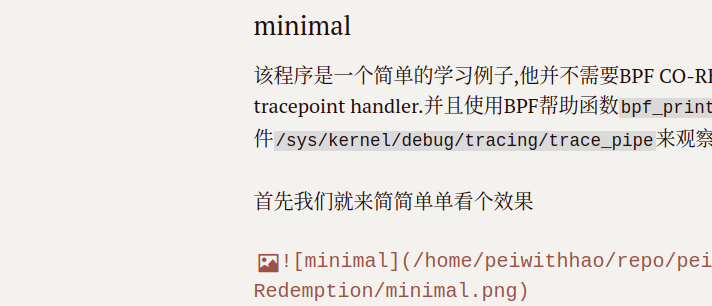 minimal
该程序是一个简单的学习例子,他并不需要BPF CO-RE
tracepoint handler.并且使用BPF帮助函数bpf_print
件/sys/kernel/debug/tracing/trace_pipe来观察
首先我们就来简简单单看个效果
![minimal](/home/peiwithhao/repo/pei
Redemption/minimal.png)